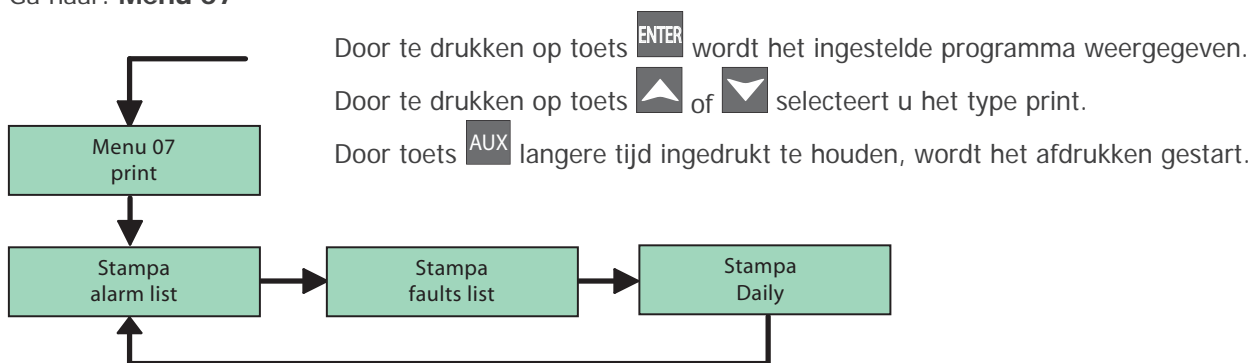 Ga naar: Menu 07
Door te drukken op toets ENTER wordt het ingestelde programma weergegeven.
Door te drukken op toets of selecteert u het type print.
Door toets AUX langere tijd ingedrukt te houden, wordt het afdrukken gestart.
Menu 07
print
Stampa
alarm list
Stampa
faults list
Stampa
Daily